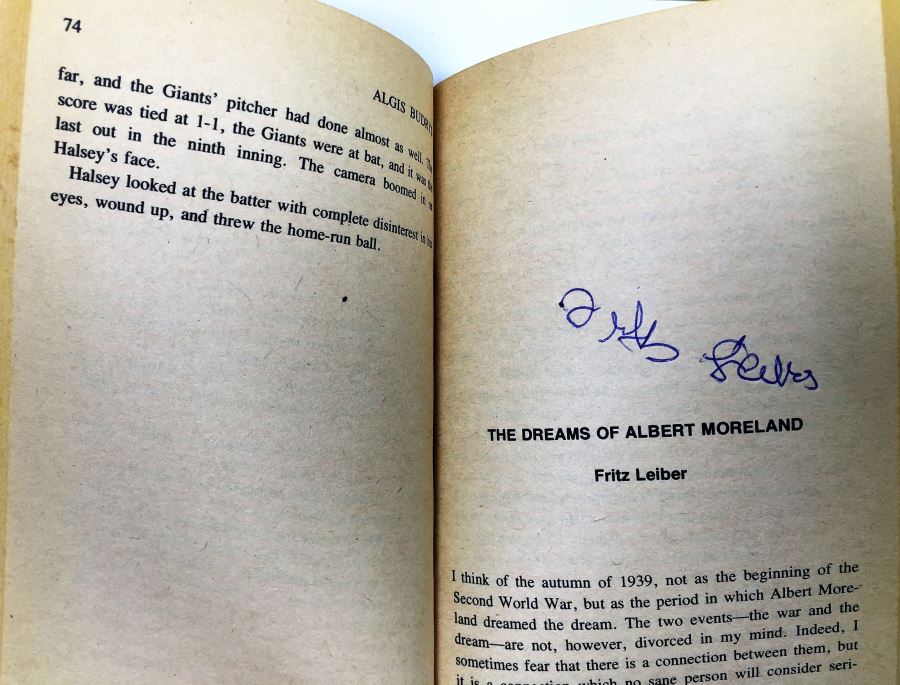 74
ALGIS BUDRYS
far, and the Giants' pitcher had done almost as well. The
score was tied at 1-1, the Giants were at bat, and it was the
last out in the ninth inning. The camera boomed in on
Halsey's face.
Halsey looked at the batter with complete disinterest in his
eyes, wound up, and threw the home-run ball.
Fritz Leiber
THE DREAMS OF ALBERT MORELAND
Fritz Leiber
I think of the autumn of 1939, not as the beginning of the
Second World War, but as the period in which Albert More-
land dreamed the dream. The two events—the war and the
dream—are not, however, divorced in my mind. Indeed, I
sometimes fear that there is a connection between them, but
it is a connection which no sane person will consider seri-